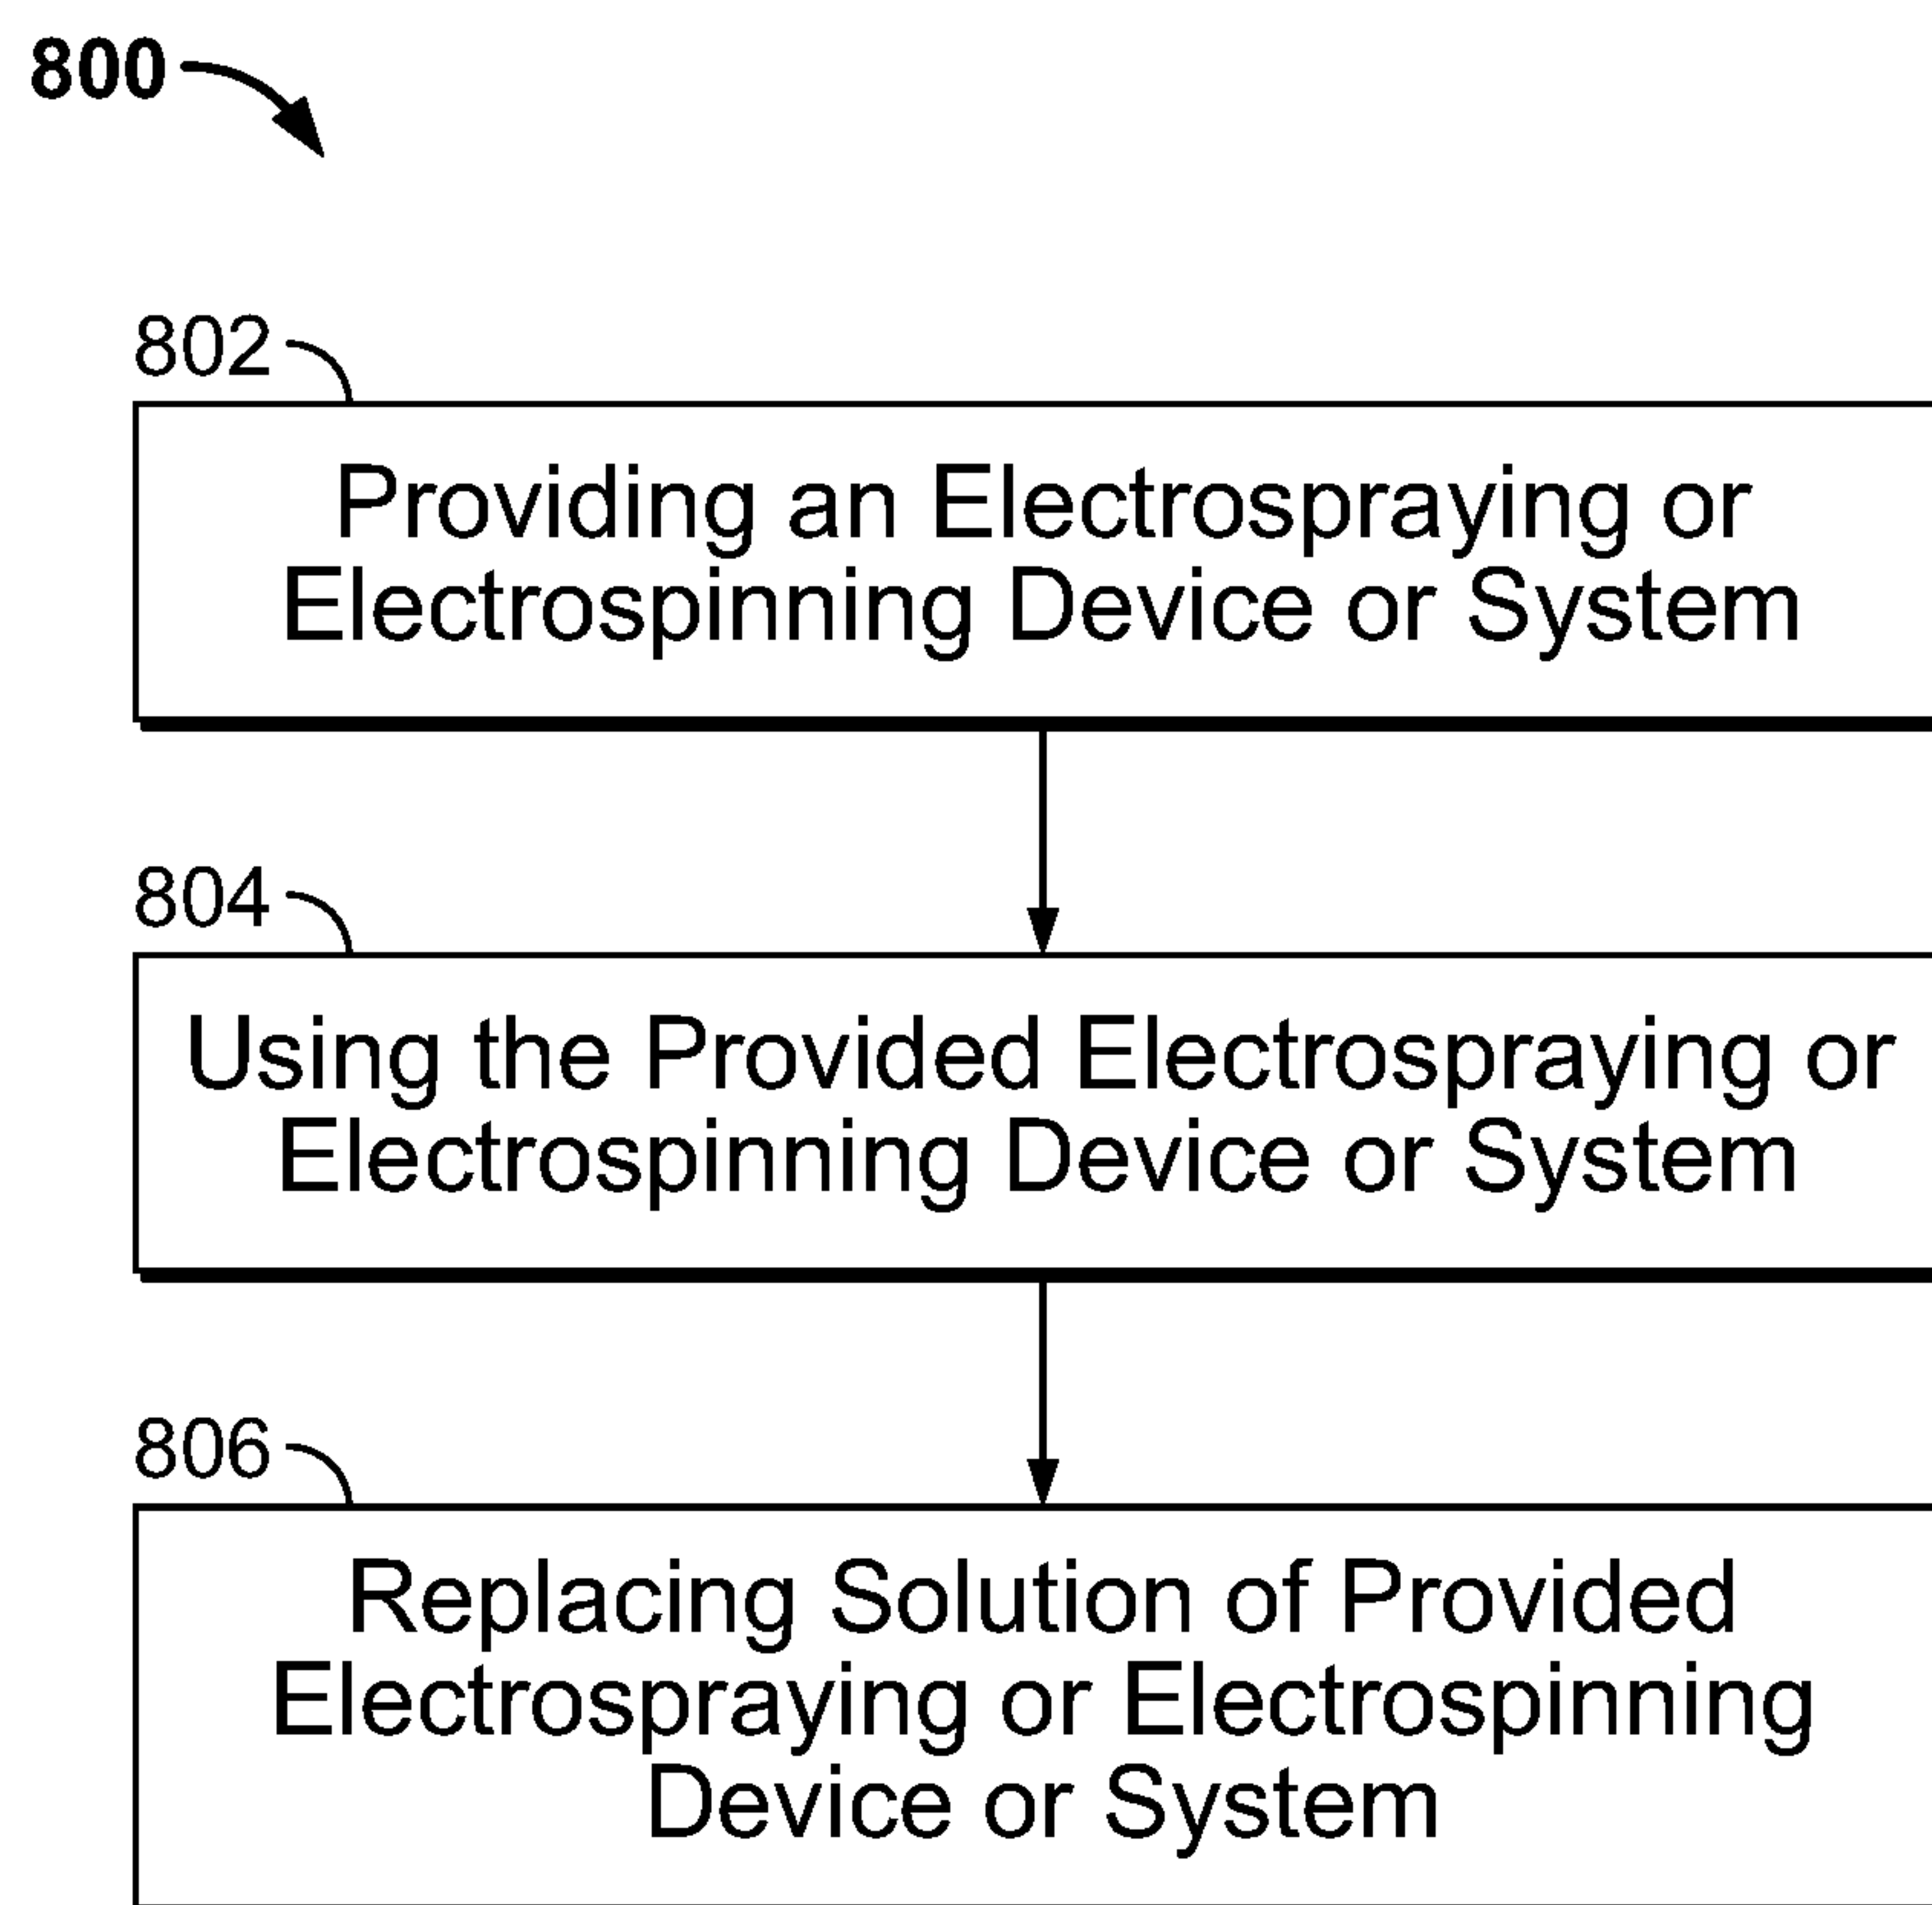 800
802
Providing an Electrospraying or
Electrospinning Device or System
804
Using the Provided Electrospraying or
Electrospinning Device or System
806
Replacing Solution of Provided
Electrospraying or Electrospinning
Device or System